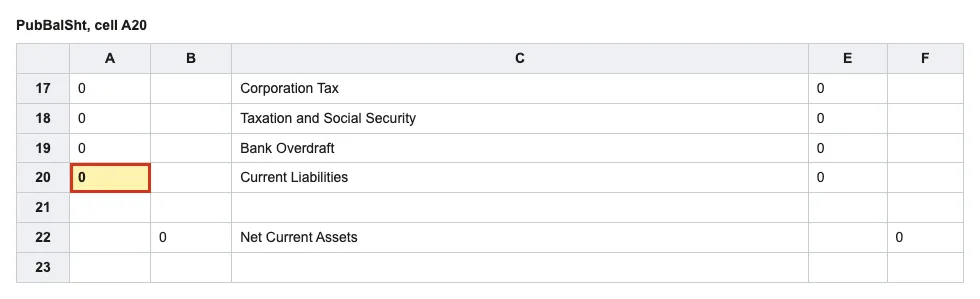 PubBalSht, cell A20
A B C E F
17 0 Corporation Tax 0
18 0 Taxation and Social Security 0
19 0 Bank Overdraft 0
20 0 Current Liabilities 0
21
22 0 Net Current Assets 0
23